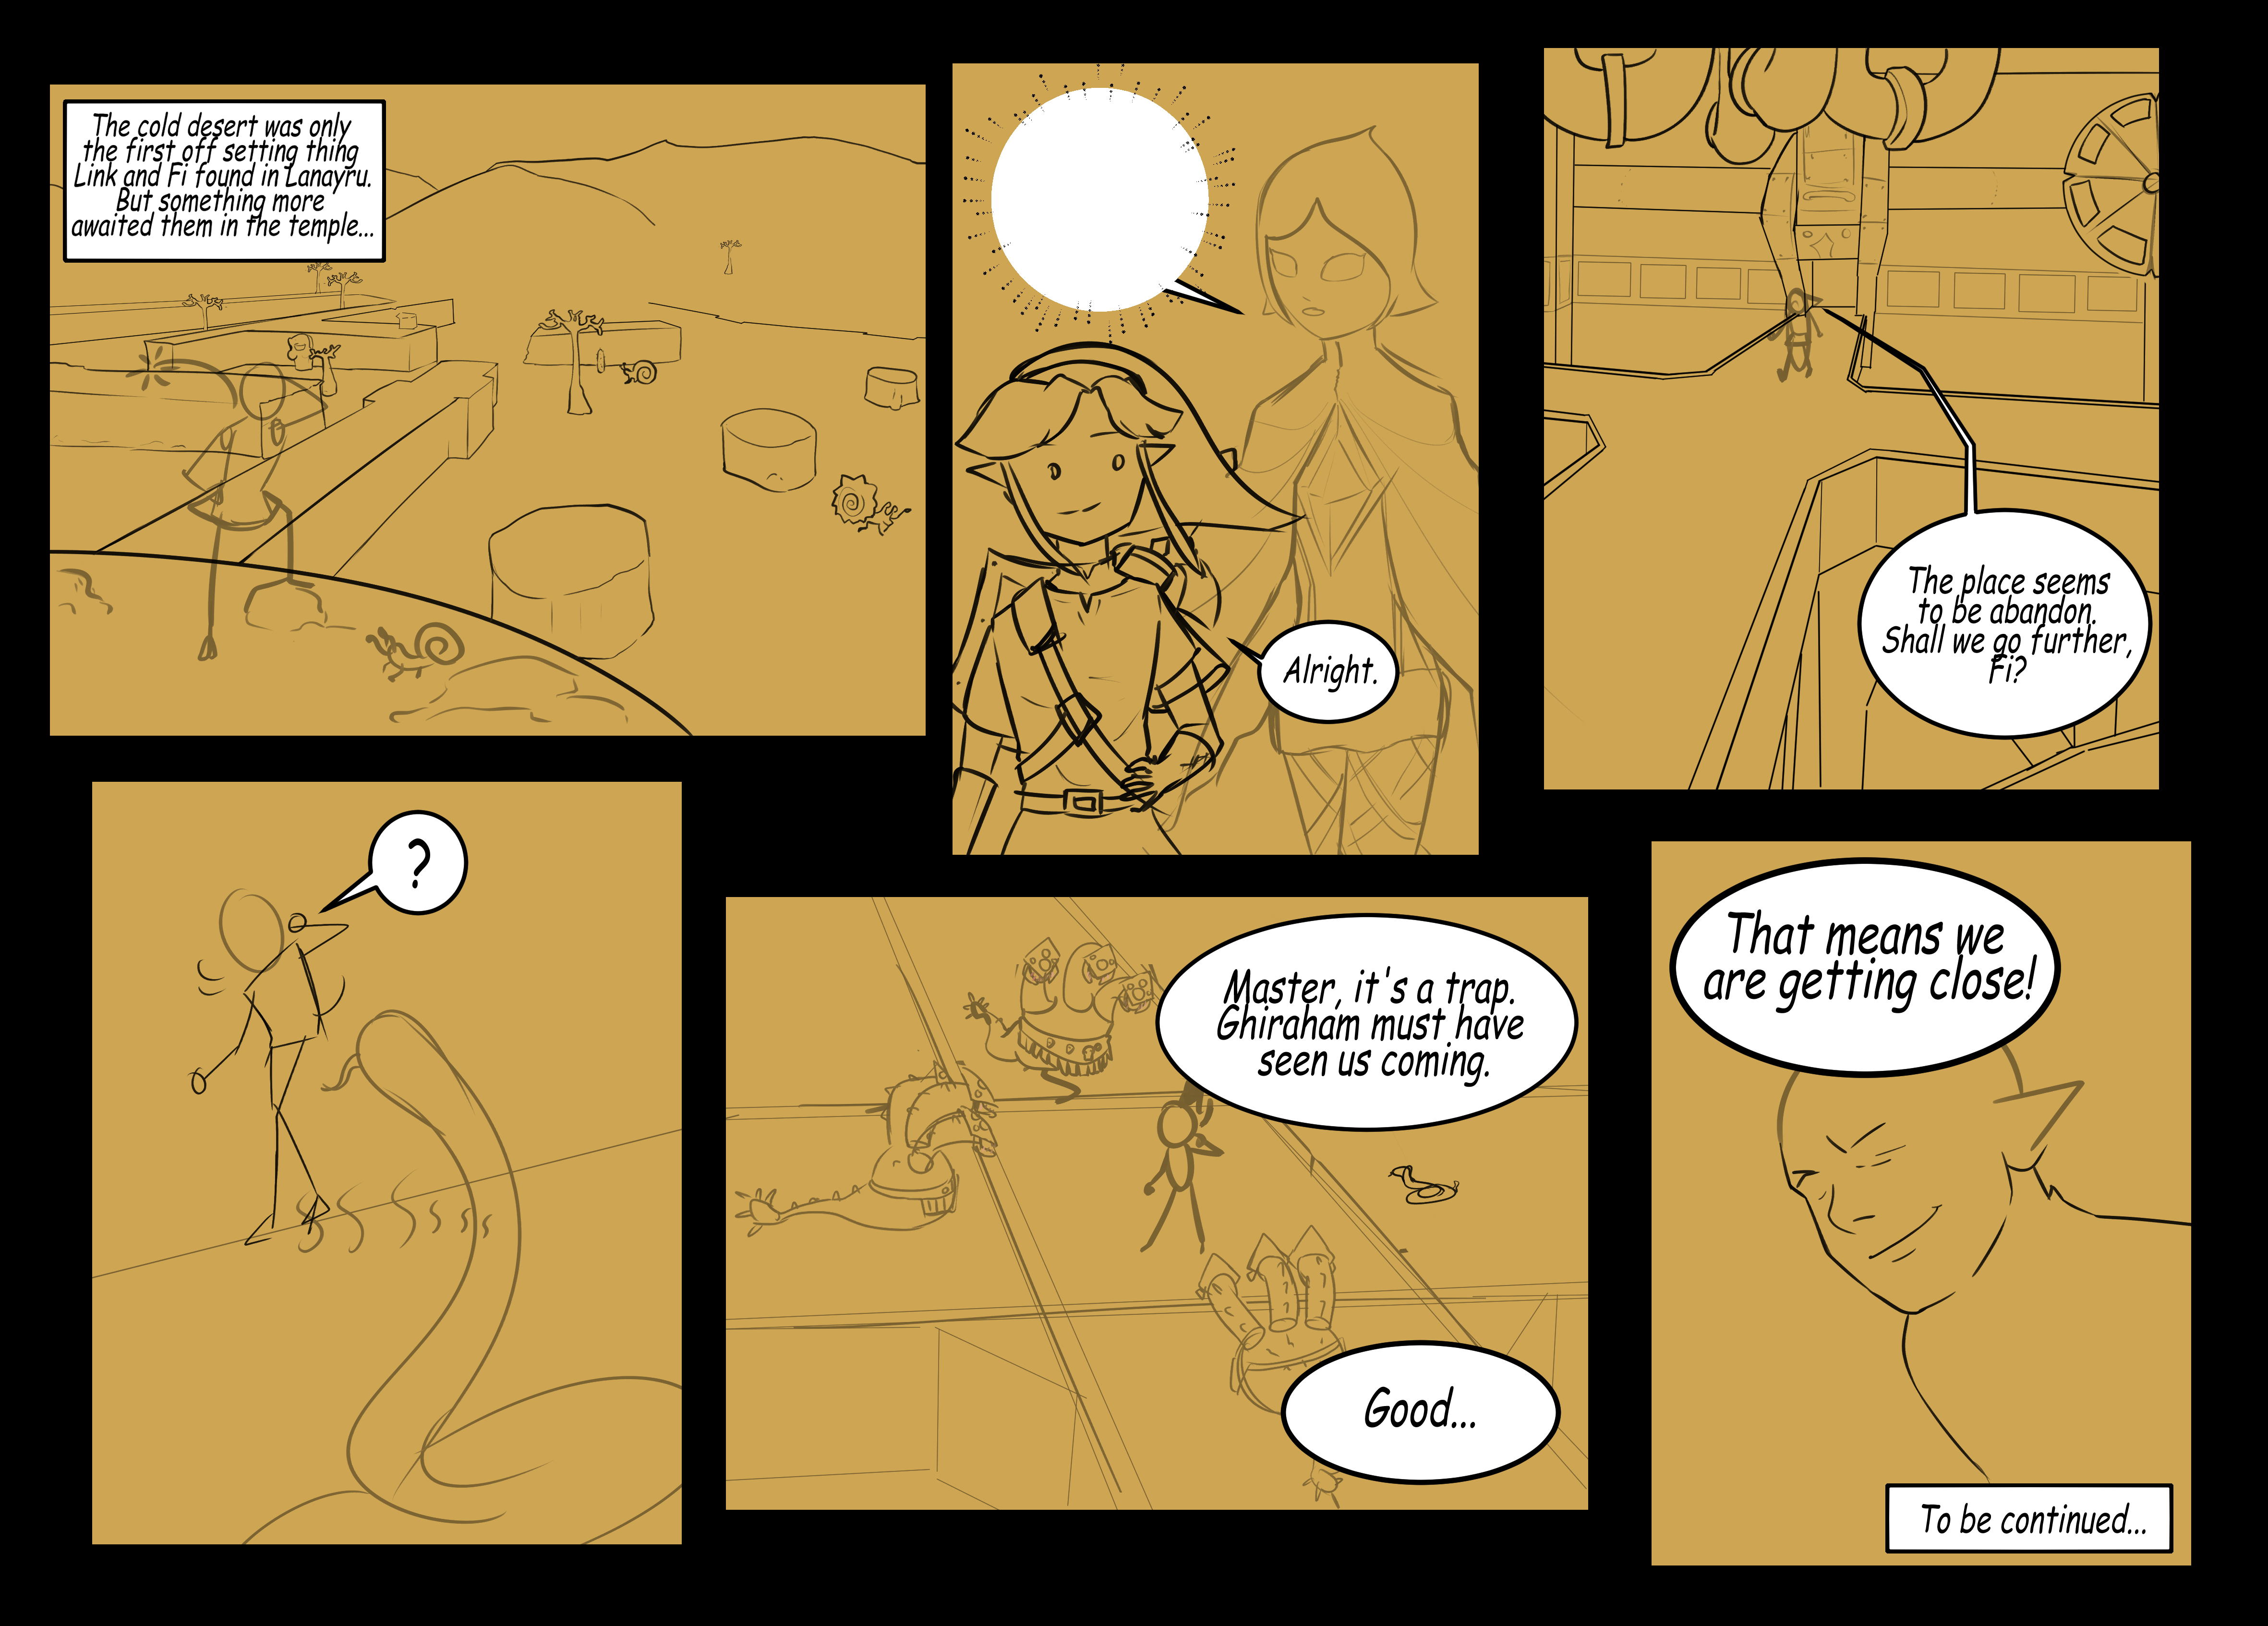 The cold desert was only
the first off setting thing
Link and Fi found in Lanayru.
But something more
awaited them in the temple...
Alright.
The place seems
to be abandon.
Shall we go further,
Fi?
?
Master, it's a trap.
Ghiraham must have
seen us coming.
Good...
That means we
are getting close!
To be continued...